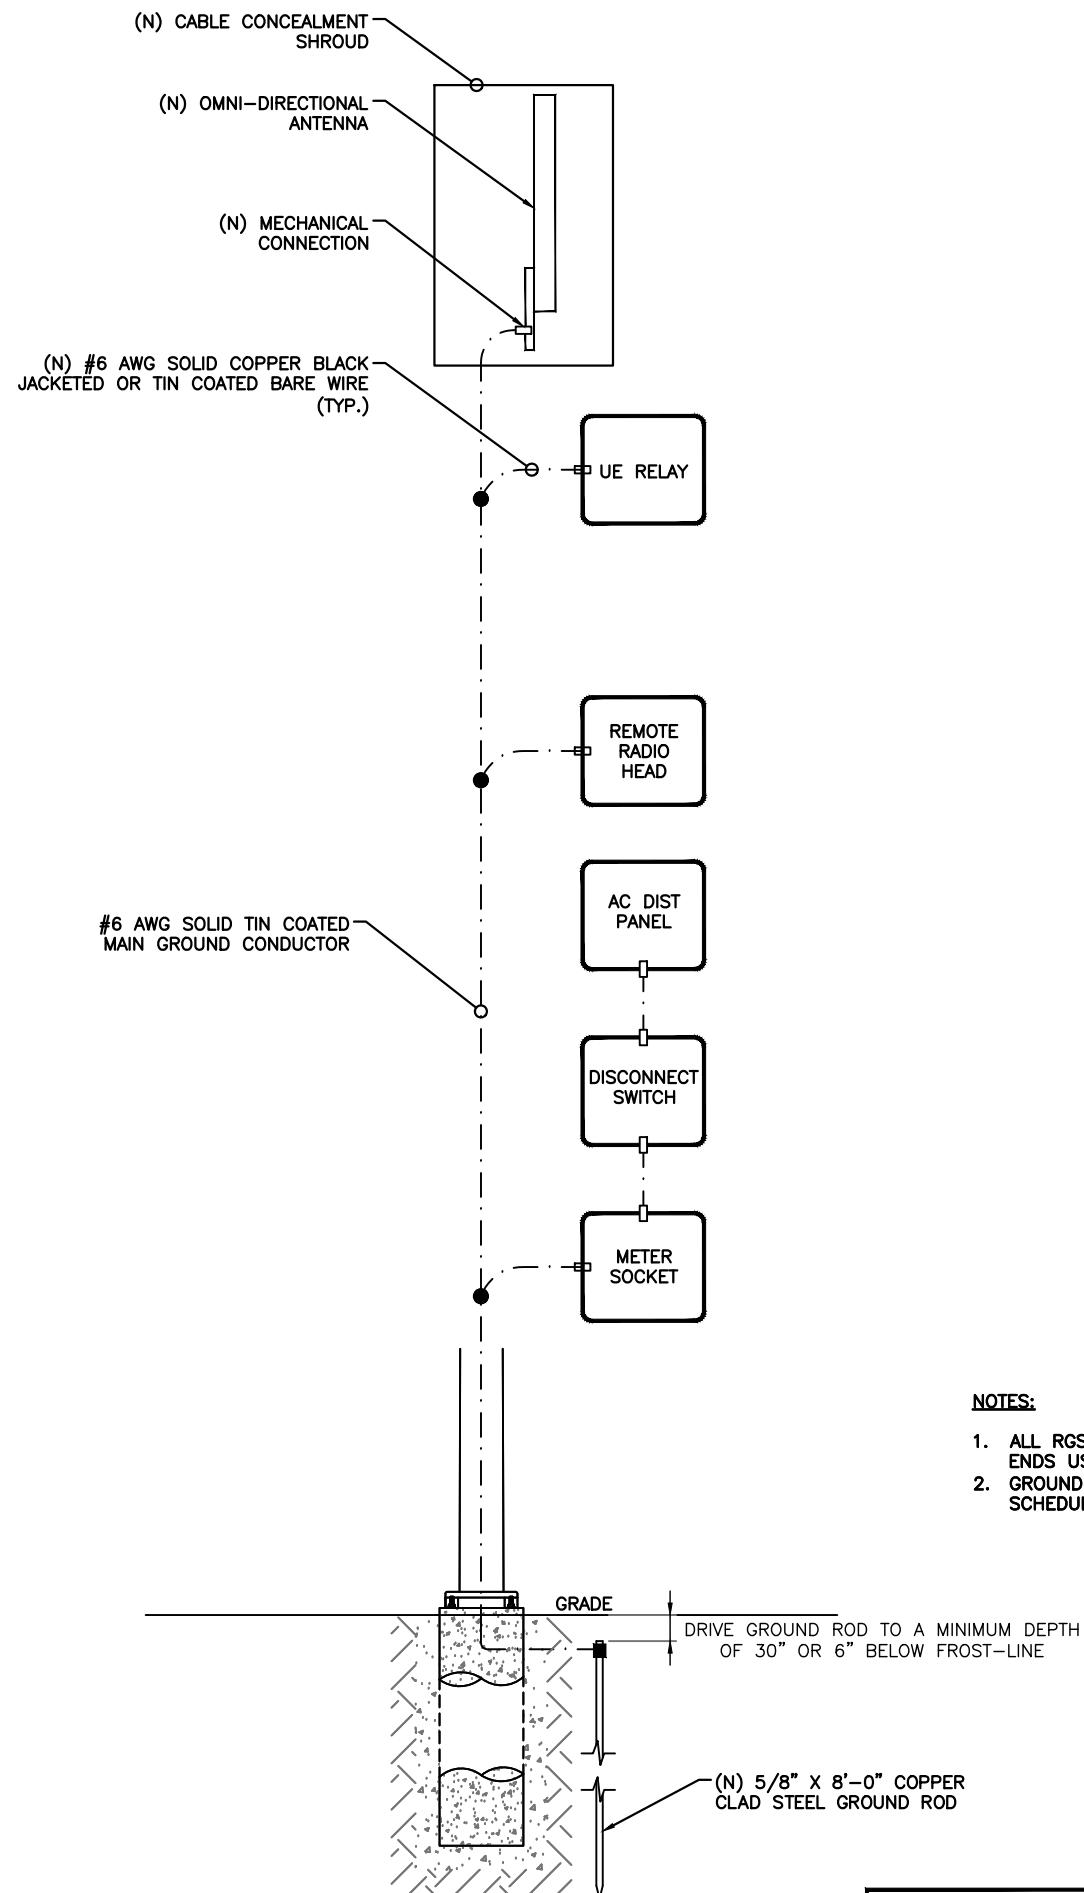 (N) CABLE CONCEALMENT
SHROUD
(N) OMNI-DIRECTIONAL
ANTENNA
(N) MECHANICAL
CONNECTION
(N) #6 AWG SOLID COPPER BLACK
JACKETED OR TIN COATED BARE WIRE
(TYP.)
UE RELAY
REMOTE
RADIO
HEAD
AC DIST
PANEL
#6 AWG SOLID TIN COATED
MAIN GROUND CONDUCTOR
DISCONNECT
SWITCH
METER
SOCKET
NOTES:
1. ALL RGS
ENDS US
2. GROUND
SCHEDU
GRADE
DRIVE GROUND ROD TO A MINIMUM DEPTH
OF 30" OR 6" BELOW FROST-LINE
(N) 5/8" X 8'-0" COPPER
CLAD STEEL GROUND ROD